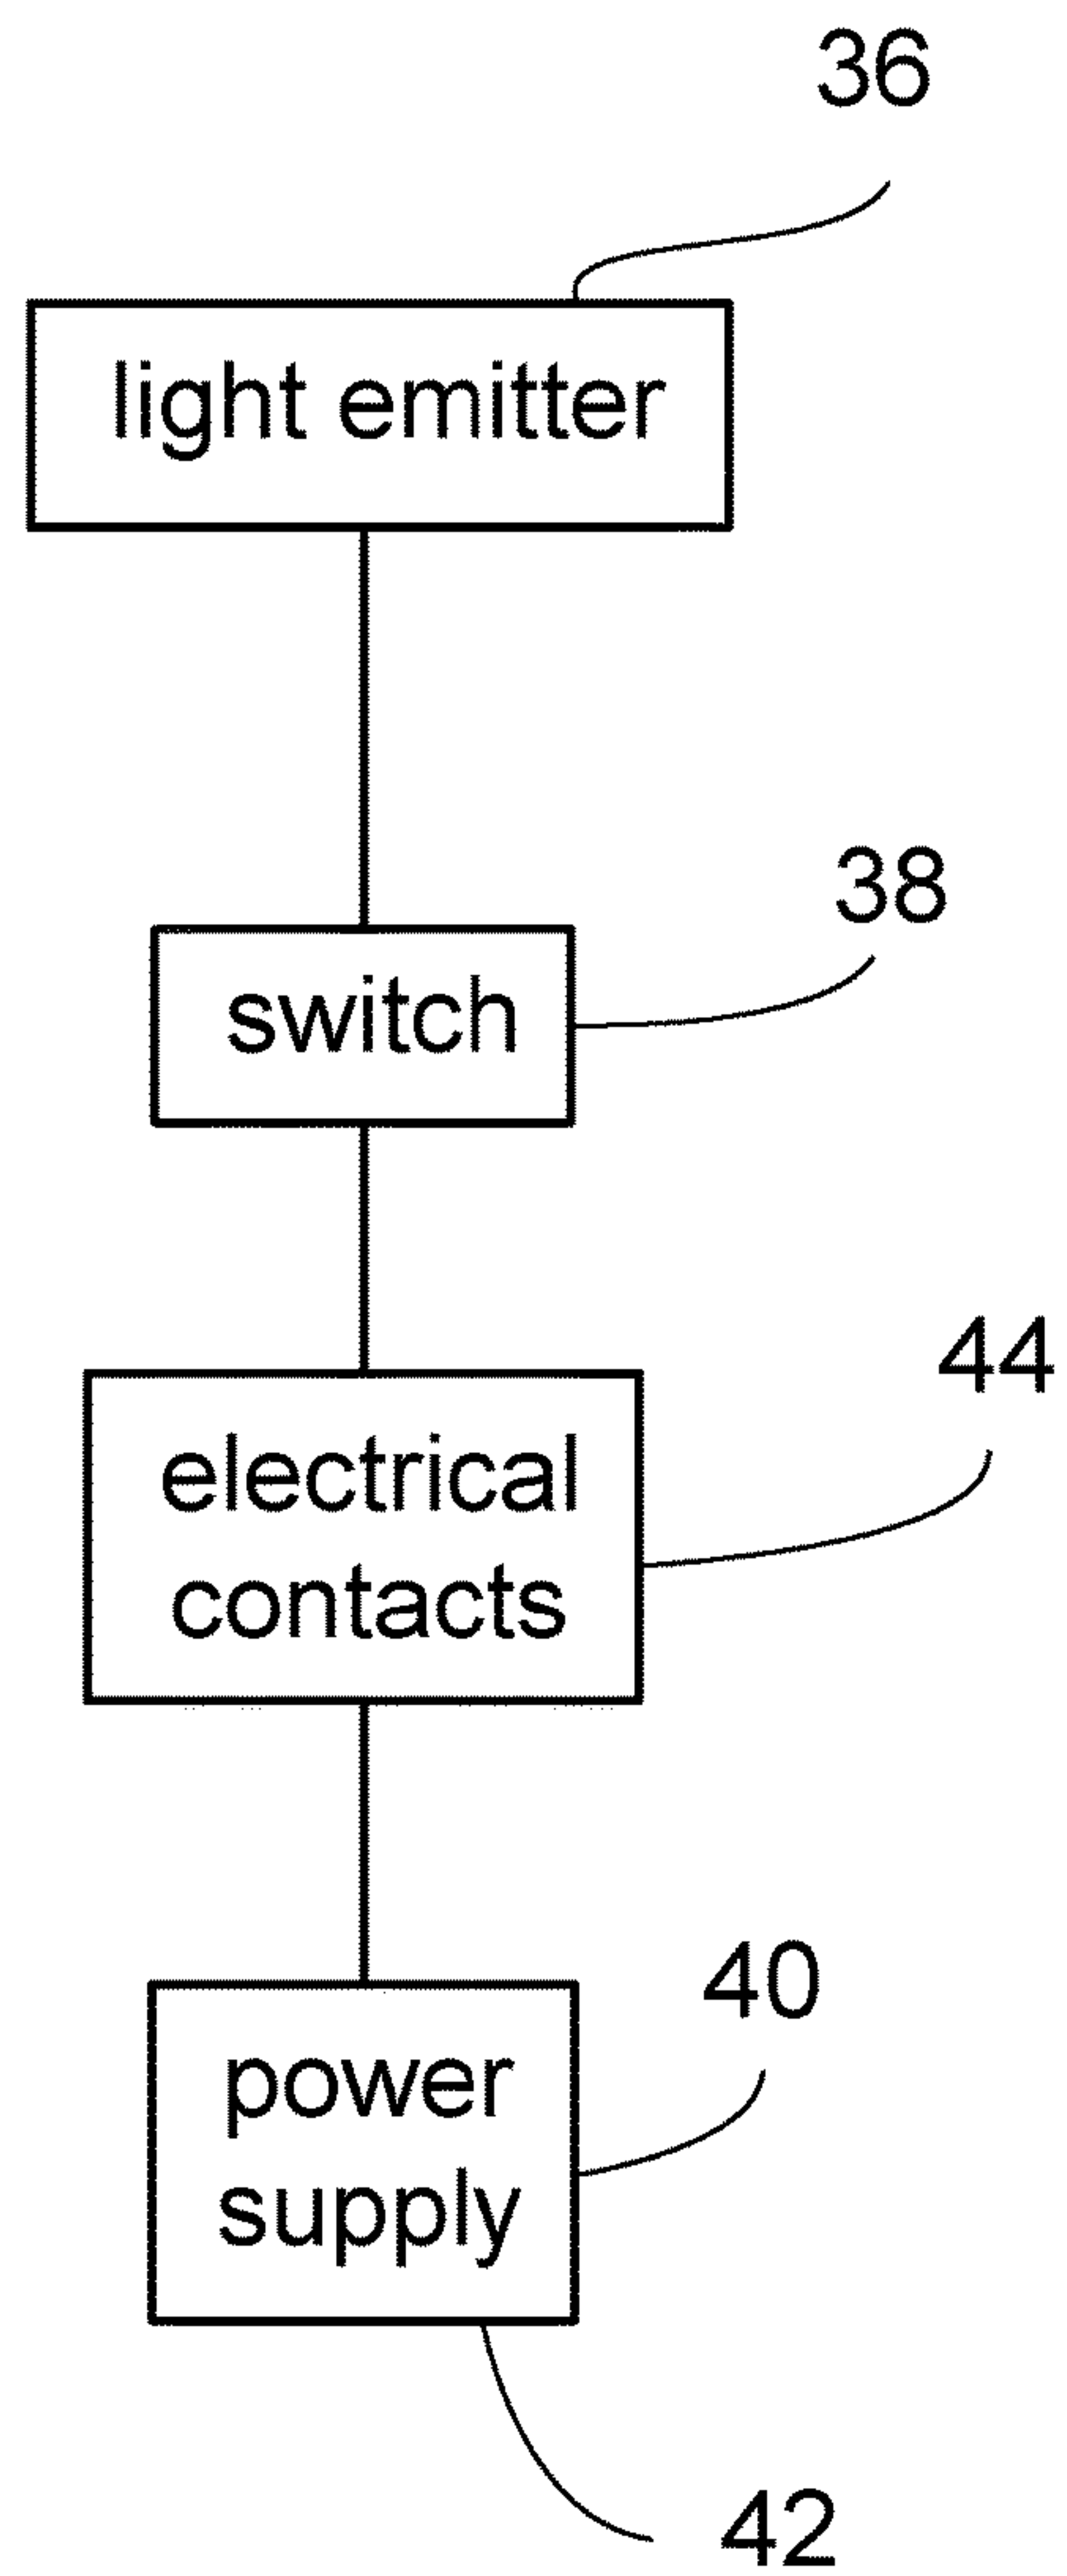 36
light emitter
38
switch
44
electrical
contacts
40
power
supply
42